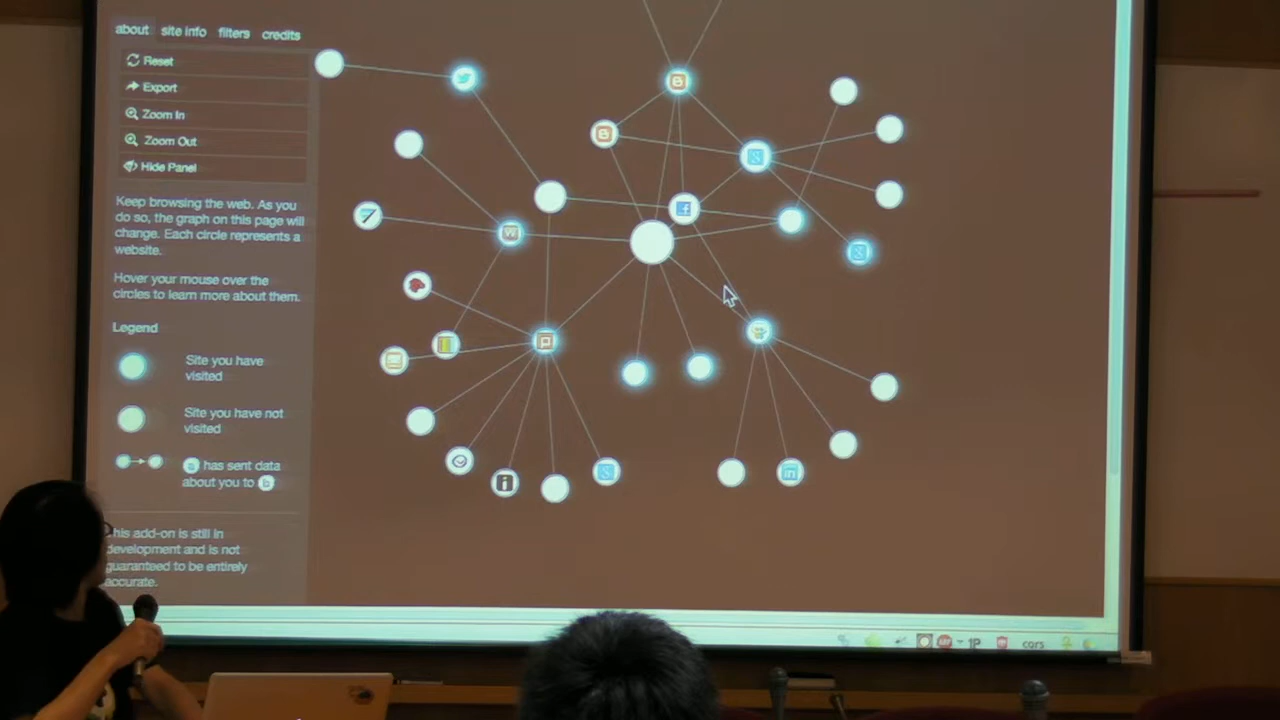 about site info filters credits
Reset
Export
Zoom In
Zoom Out
Hide Panel
Keep browsing the web. As you
do so, the graph on this page will
change. Each circle represents a
website.
Hover your mouse over the
circles to learn more about them.
Legend
Site you have
visited
Site you have not
visited
a has sent data
about you to b
This add-on is still in
development and is not
guaranteed to be entirely
accurate.
W
f
in
i
cors